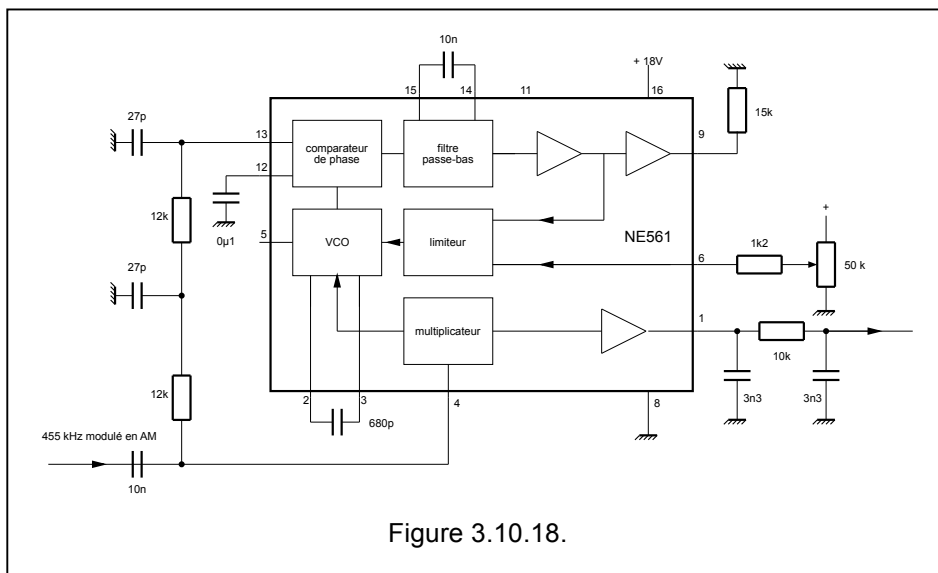 10n
+ 18V
15
14
11
16
27p
13
9
15k
comparateur
de phase
filtre
passe-bas
12
+
12k
0µ1
5
VCO
limiteur
NE561
6
1k2
50 k
27p
multiplicateur
1
10k
12k
2
3
4
8
3n3
3n3
680p
455 kHz modulé en AM
10n
Figure 3.10.18.